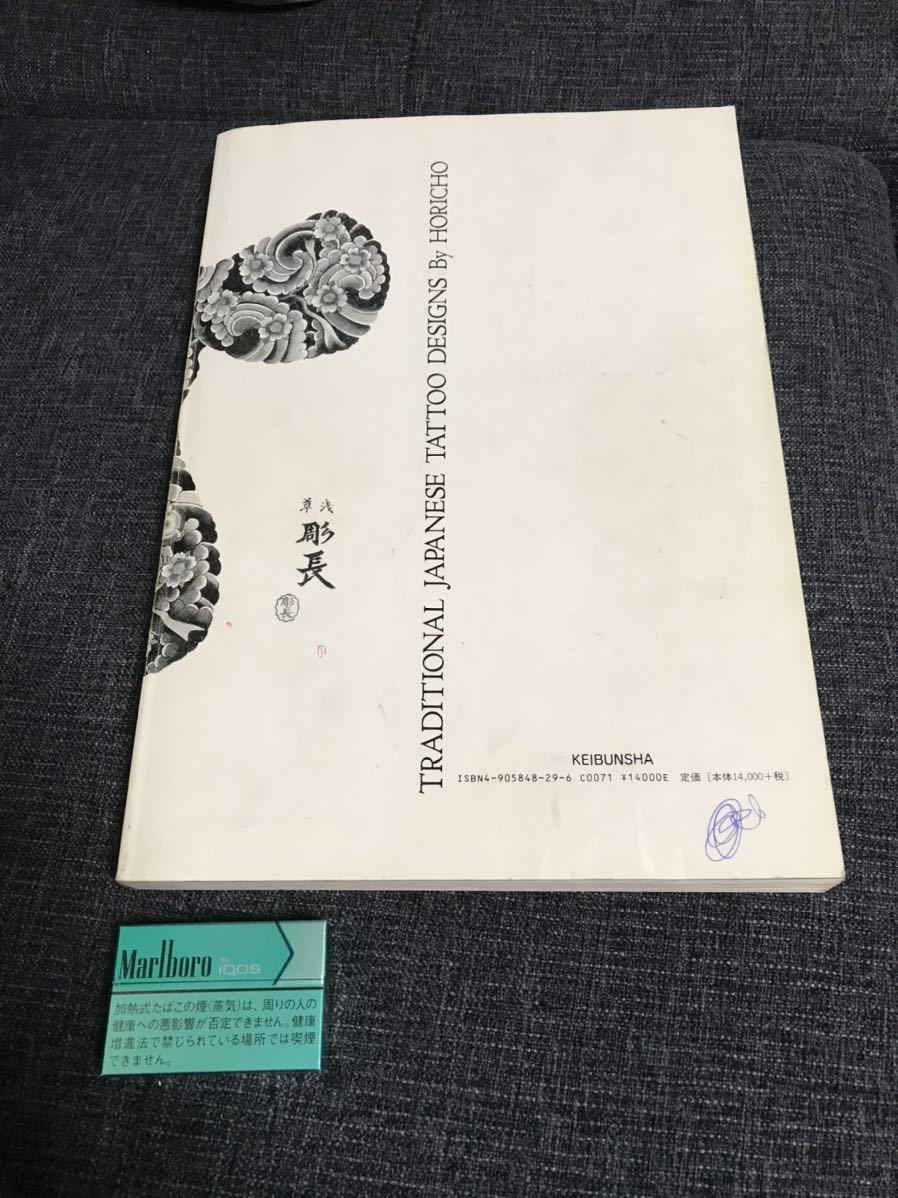 TRADITIONAL JAPANESE TATTOO DESIGNS By HORICHO
浅草
彫長
彫長
KEIBUNSHA
ISBN4-905848-29-6 C0071 ¥14000E 定価〔本体14,000+税〕
Marlboro
IQOS
加熱式たばこの煙(蒸気)は、周りの人の
健康への悪影響が否定できません。健康
増進法で禁じられている場所では喫煙
できません。